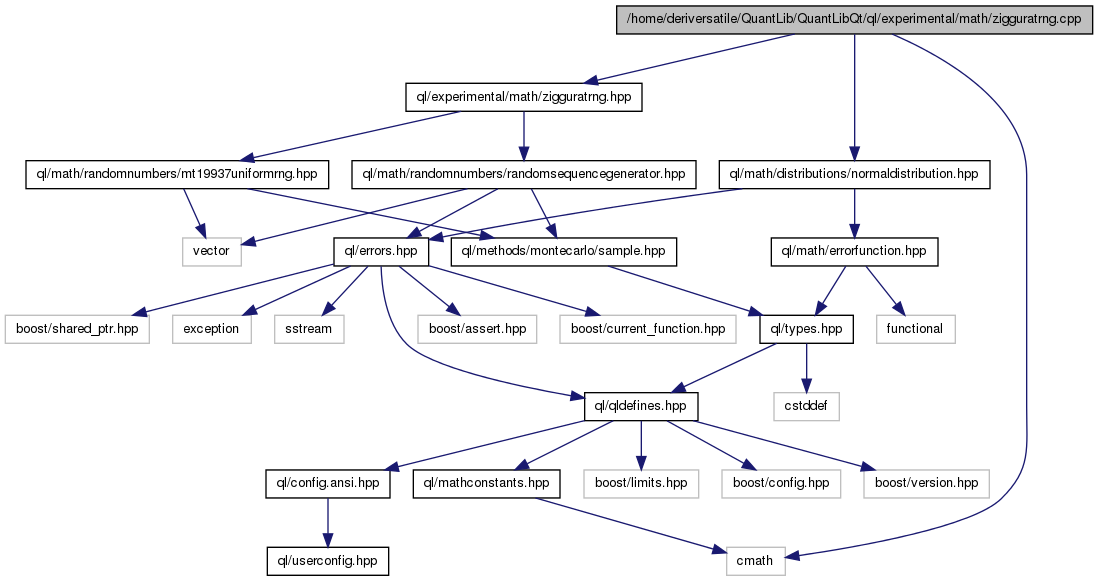 /home/deriversatile/QuantLib/QuantLibQt/ql/experimental/math/zigguratrng.cpp
ql/experimental/math/zigguratrng.hpp
ql/math/randomnumbers/mt19937uniformrng.hpp
ql/math/randomnumbers/randomsequencegenerator.hpp
ql/math/distributions/normaldistribution.hpp
vector
ql/errors.hpp
ql/methods/montecarlo/sample.hpp
ql/math/errorfunction.hpp
boost/shared_ptr.hpp
exception
sstream
boost/assert.hpp
boost/current_function.hpp
ql/types.hpp
functional
ql/qldefines.hpp
cstddef
ql/config.ansi.hpp
ql/mathconstants.hpp
boost/limits.hpp
boost/config.hpp
boost/version.hpp
ql/userconfig.hpp
cmath